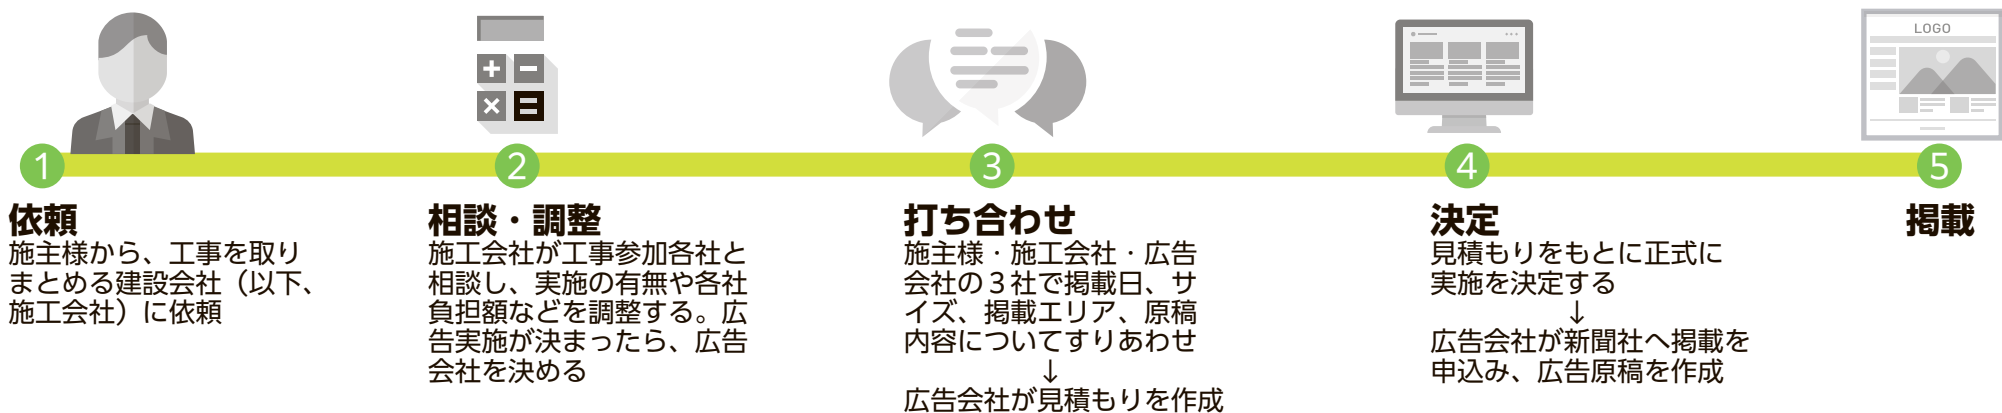 LOGO
1
依頼
施主様から、工事を取り
まとめる建設会社（以下、
施工会社）に依頼
2
相談・調整
施工会社が工事参加各社と
相談し、実施の有無や各社
負担額などを調整する。広
告実施が決まったら、広告
会社を決める
3
打ち合わせ
施主様・施工会社・広告
会社の３社で掲載日、サ
イズ、掲載エリア、原稿
内容についてすりあわせ
↓
広告会社が見積もりを作成
4
決定
見積もりをもとに正式に
実施を決定する
↓
広告会社が新聞社へ掲載を
申込み、広告原稿を作成
5
掲載